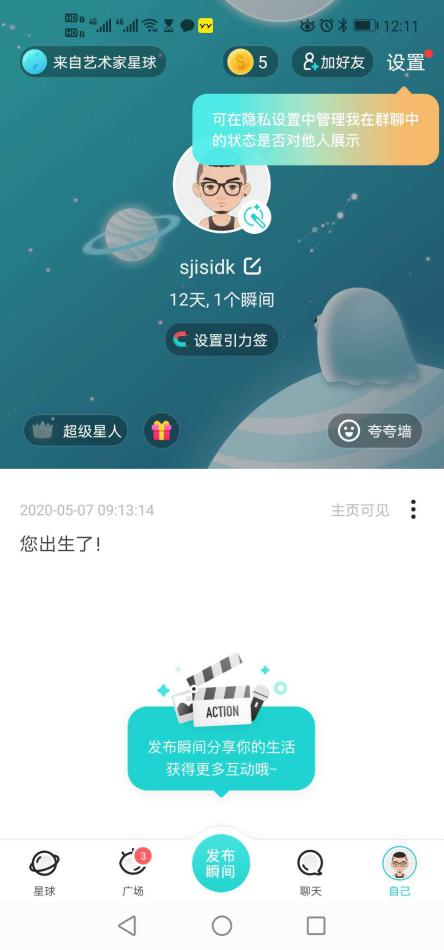 HD HD 4G 4G YY 12:11
来自艺术家星球
5
加好友
设置
可在隐私设置中管理我在群聊中
的状态是否对他人展示
sjisidk
12天, 1个瞬间
设置引力签
超级星人
夸夸墙
2020-05-07 09:13:14
主页可见
您出生了!
ACTION
发布瞬间分享你的生活
获得更多互动哦~
发布
瞬间
3
星球
广场
聊天
自己